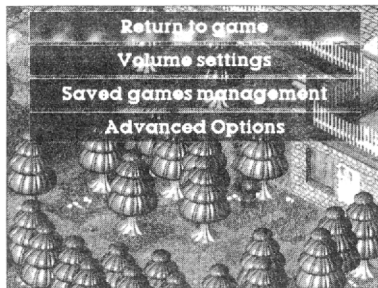 Return to game
Volume settings
Saved games management
Advanced Options